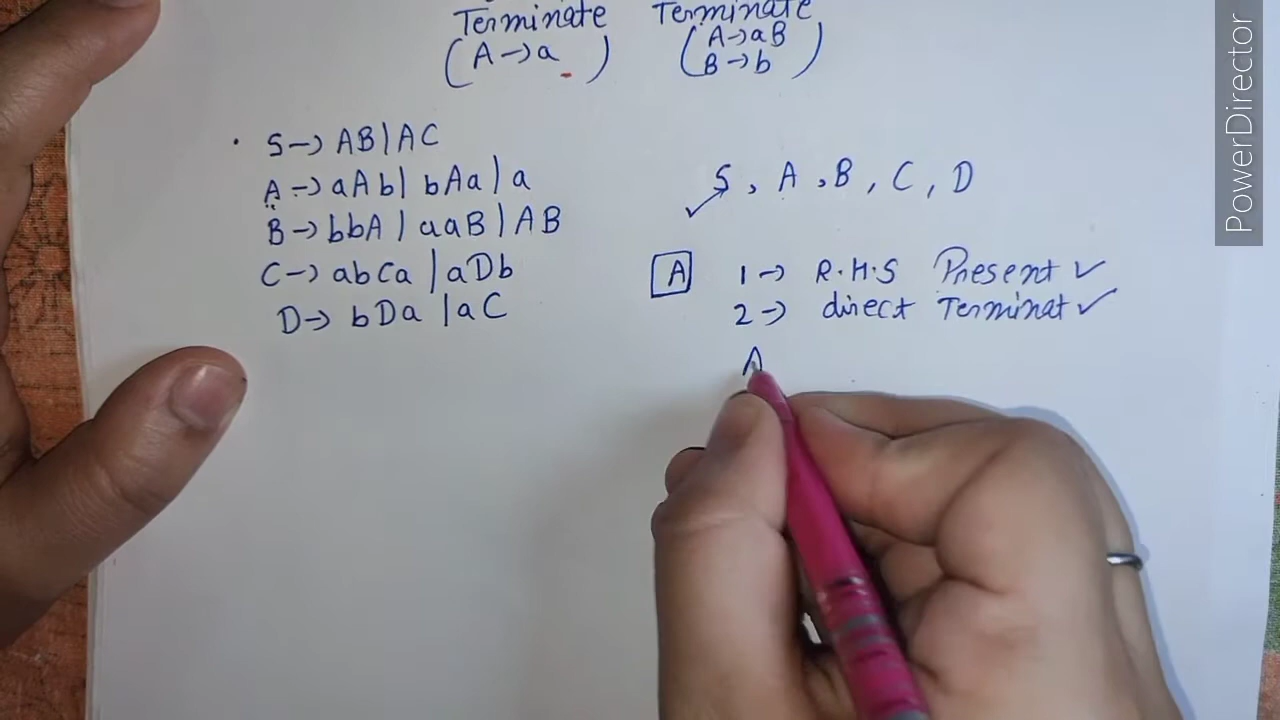 Terminate Terminate
(A→a) (A→aB
B→b)
S→AB|AC
A→aAb|bAa|a
B→bbA|aaB|AB
C→abCa|aDb
D→bDa|aC
✓S, A, B, C, D
A 1→ R.H.S Present ✓
2→ direct Terminat ✓
A
PowerDirector